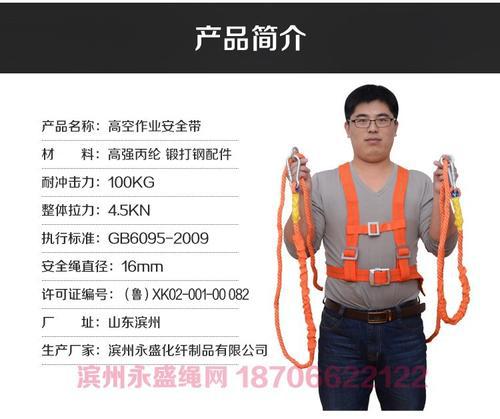 产品简介
产品名称：高空作业安全带
材　　料：高强丙纶 锻打钢配件
耐冲击力：100KG
整体拉力：4.5KN
执行标准：GB6095-2009
安全绳直径：16mm
许可证编号：（鲁）XK02-001-00 082
厂　　址：山东滨州
生产厂家：滨州永盛化纤制品有限公司
滨州永盛绳网 18706622122